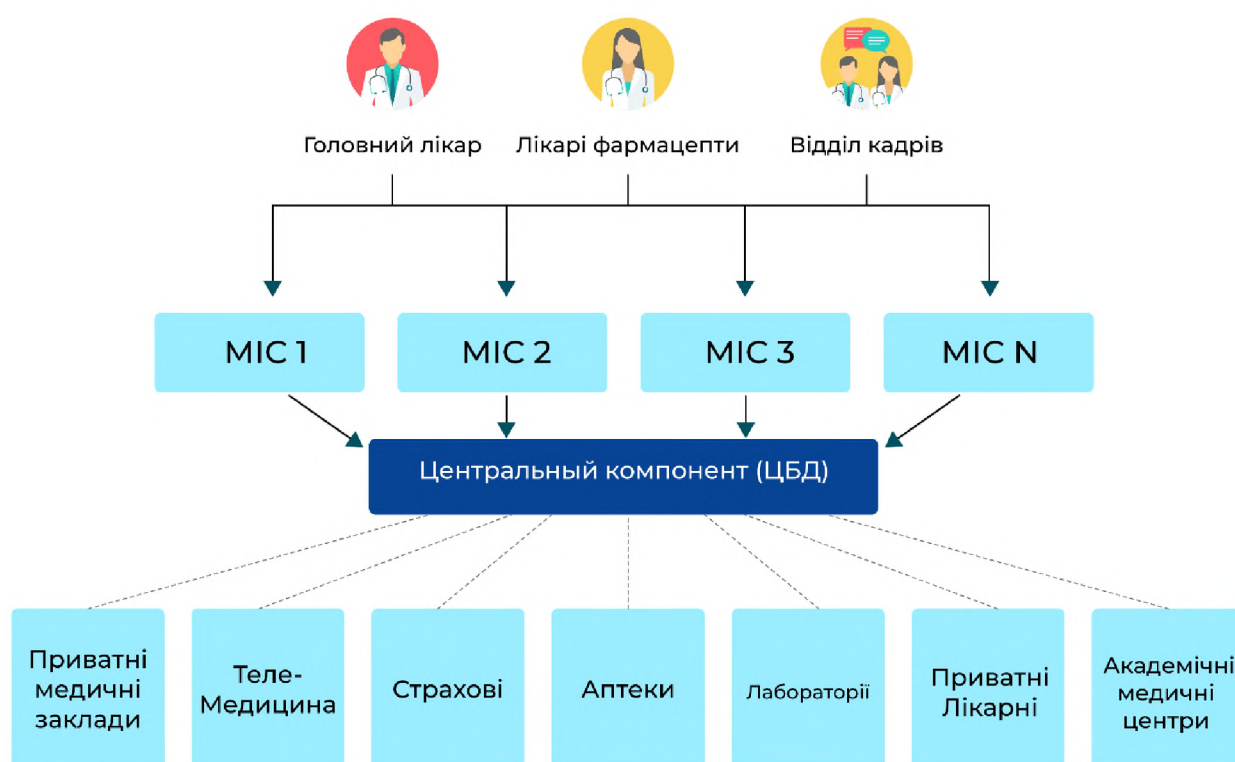 Головний лікар
Лікарі фармацепти
Відділ кадрів
МІС 1
МІС 2
МІС 3
МІС N
Центральный компонент (ЦБД)
Приватні
медичні
заклади
Теле-
Медицина
Страхові
Аптеки
Лабораторії
Приватні
Лікарні
Академічні
медичні
центри